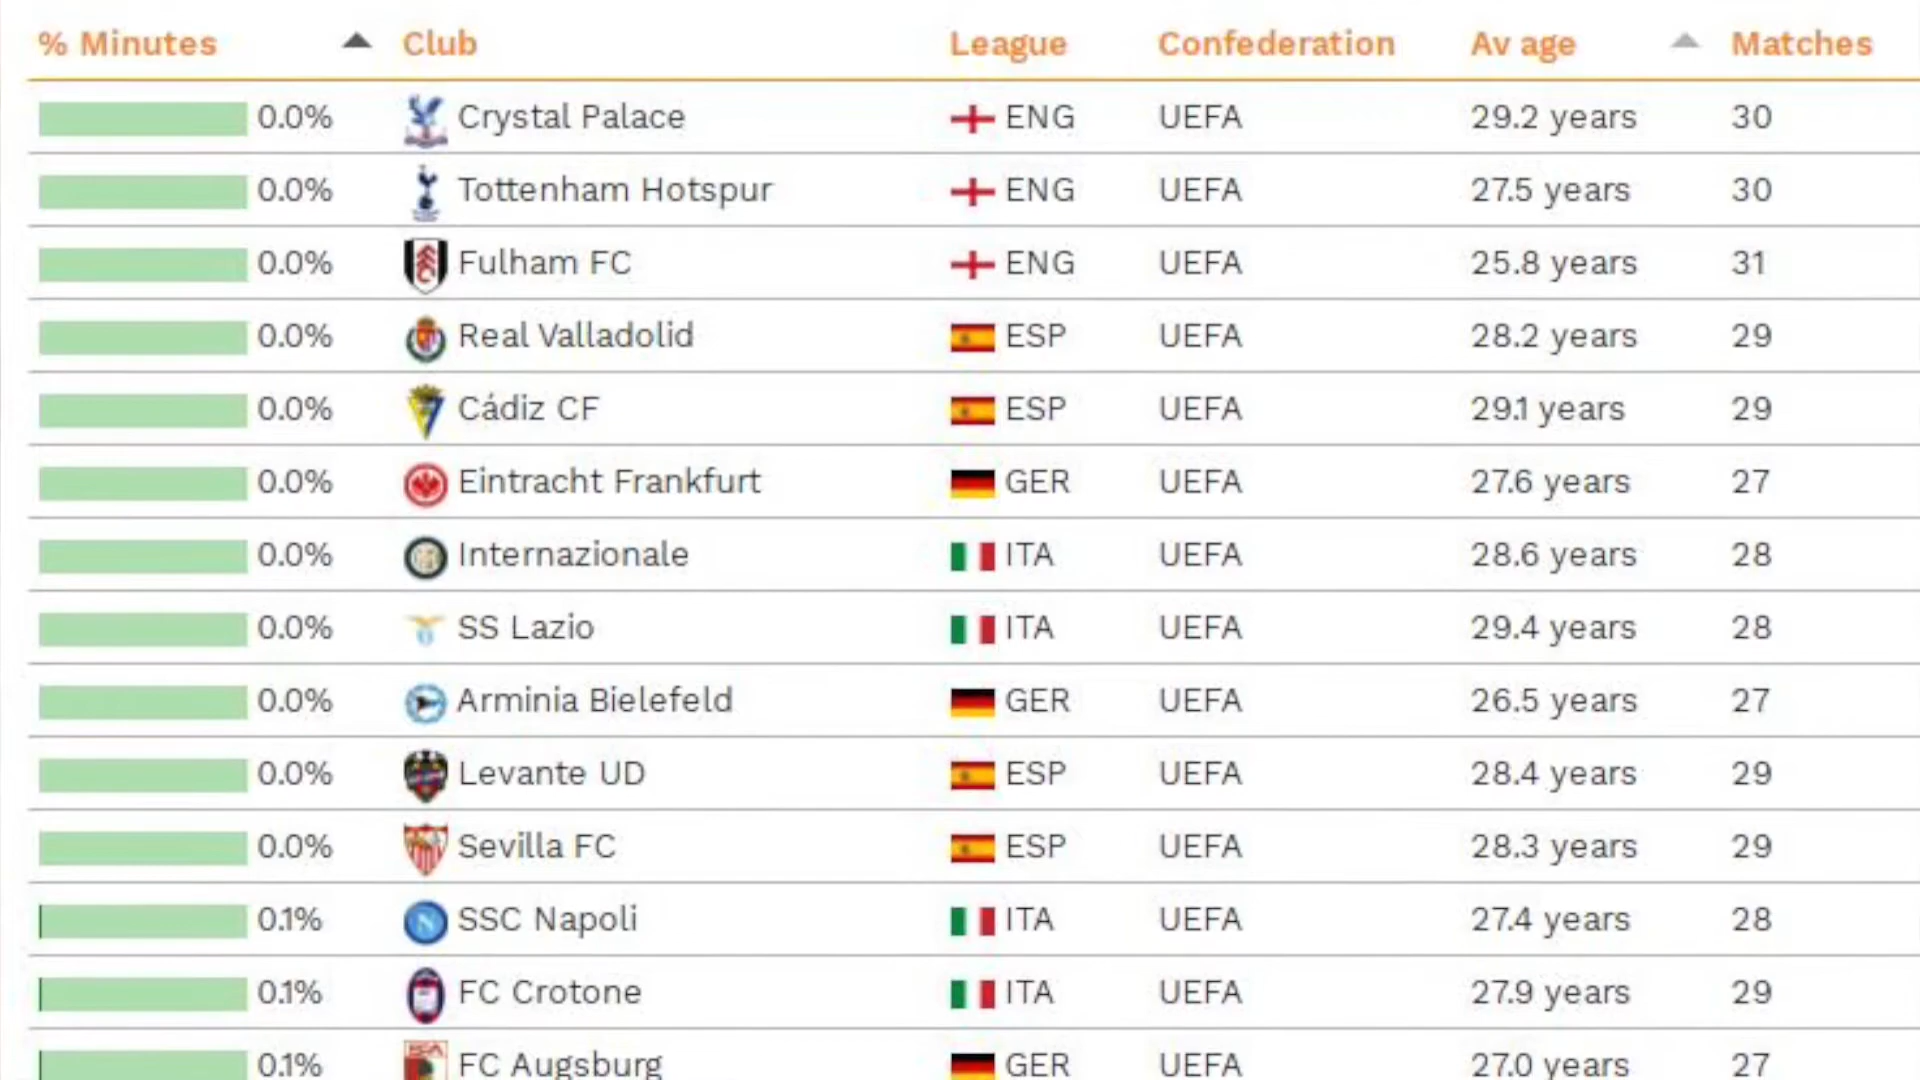 % Minutes Club League Confederation Av age Matches
0.0% Crystal Palace ENG UEFA 29.2 years 30
0.0% Tottenham Hotspur ENG UEFA 27.5 years 30
0.0% Fulham FC ENG UEFA 25.8 years 31
0.0% Real Valladolid ESP UEFA 28.2 years 29
0.0% Cádiz CF ESP UEFA 29.1 years 29
0.0% Eintracht Frankfurt GER UEFA 27.6 years 27
0.0% Internazionale ITA UEFA 28.6 years 28
0.0% SS Lazio ITA UEFA 29.4 years 28
0.0% Arminia Bielefeld GER UEFA 26.5 years 27
0.0% Levante UD ESP UEFA 28.4 years 29
0.0% Sevilla FC ESP UEFA 28.3 years 29
0.1% SSC Napoli ITA UEFA 27.4 years 28
0.1% FC Crotone ITA UEFA 27.9 years 29
0.1% FC Augsburg GER UEFA 27.0 years 27